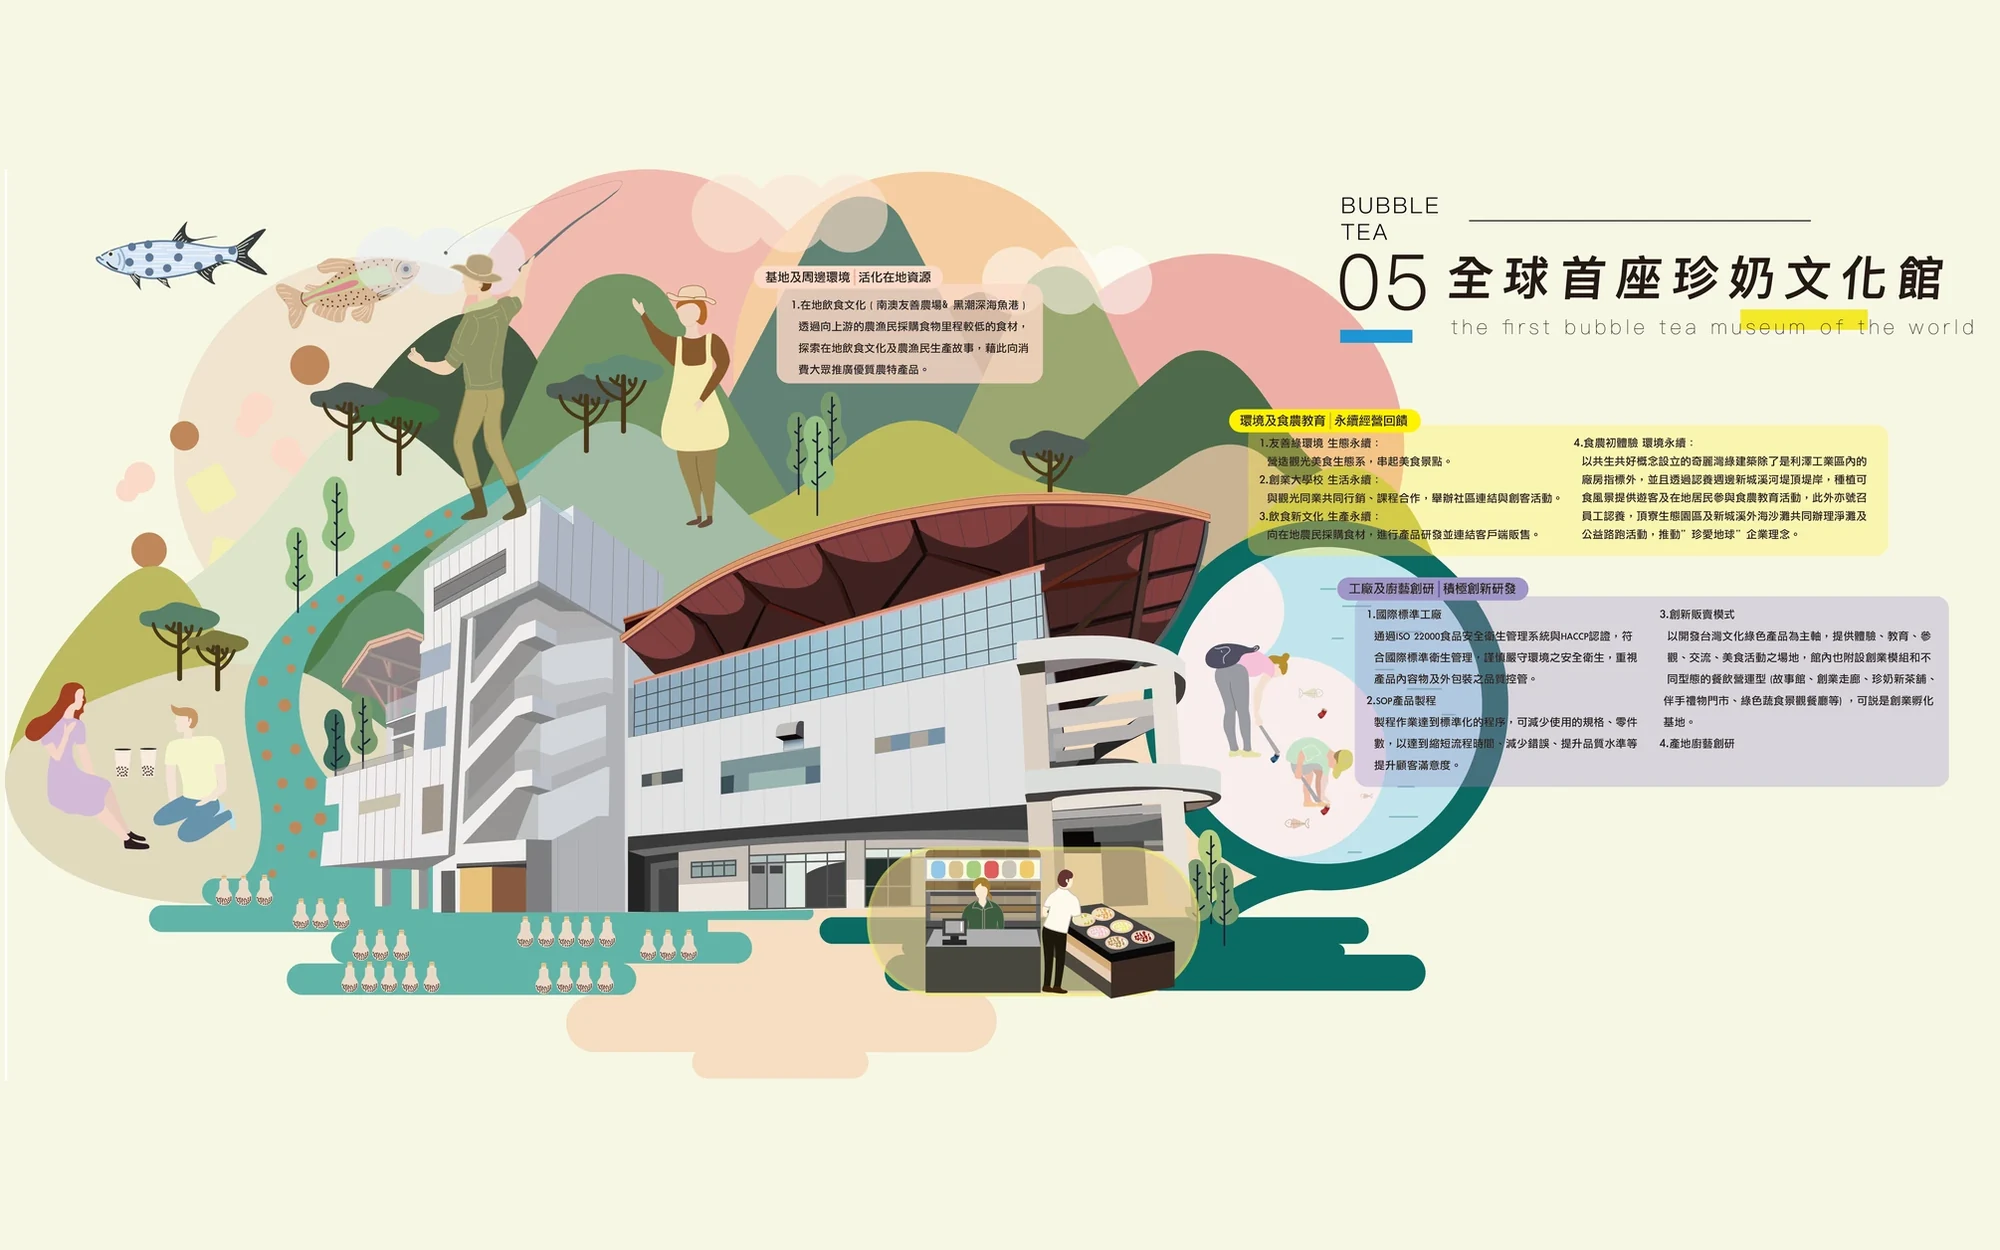 BUBBLE
TEA
05 全球首座珍奶文化館
the first bubble tea museum of the world
基地及周邊環境|活化在地資源
1.在地飲食文化 ( 南澳友善農場& 黑潮深海魚港 )
透過向上游的農漁民採購食物里程較低的食材，
探索在地飲食文化及農漁民生產故事，藉此向消
費大眾推廣優質農特產品。
環境及食農教育|永續經營回饋
1.友善綠環境 生態永續：
營造觀光美食生態系，串起美食景點。
2.創業大學校 生活永續：
與觀光同業共同行銷、課程合作，舉辦社區連結與創客活動。
3.飲食新文化 生產永續：
向在地農民採購食材，進行產品研發並連結客戶端販售。
4.食農初體驗 環境永續：
以共生共好概念設立的奇麗灣綠建築除了是利澤工業區內的
廠房指標外，並且透過認養週邊新城溪河堤頂堤岸，種植可
食風景提供遊客及在地居民參與食農教育活動，此外亦號召
員工認養，頂寮生態園區及新城溪外海沙灘共同辦理淨灘及
公益路跑活動，推動”珍愛地球”企業理念。
工廠及廚藝創研|積極創新研發
1.國際標準工廠
通過ISO 22000食品安全衛生管理系統與HACCP認證，符
合國際標準衛生管理，謹慎嚴守環境之安全衛生，重視
產品內容物及外包裝之品質控管。
2.SOP產品製程
製程作業達到標準化的程序，可減少使用的規格、零件
數，以達到縮短流程時間、減少錯誤、提升品質水準等
提升顧客滿意度。
3.創新販賣模式
以開發台灣文化綠色產品為主軸，提供體驗、教育、參
觀、交流、美食活動之場地，館內也附設創業模組和不
同型態的餐飲營運型 (故事館、創業走廊、珍奶新茶鋪、
伴手禮物門市、綠色蔬食景觀餐廳等) ，可說是創業孵化
基地。
4.產地廚藝創研